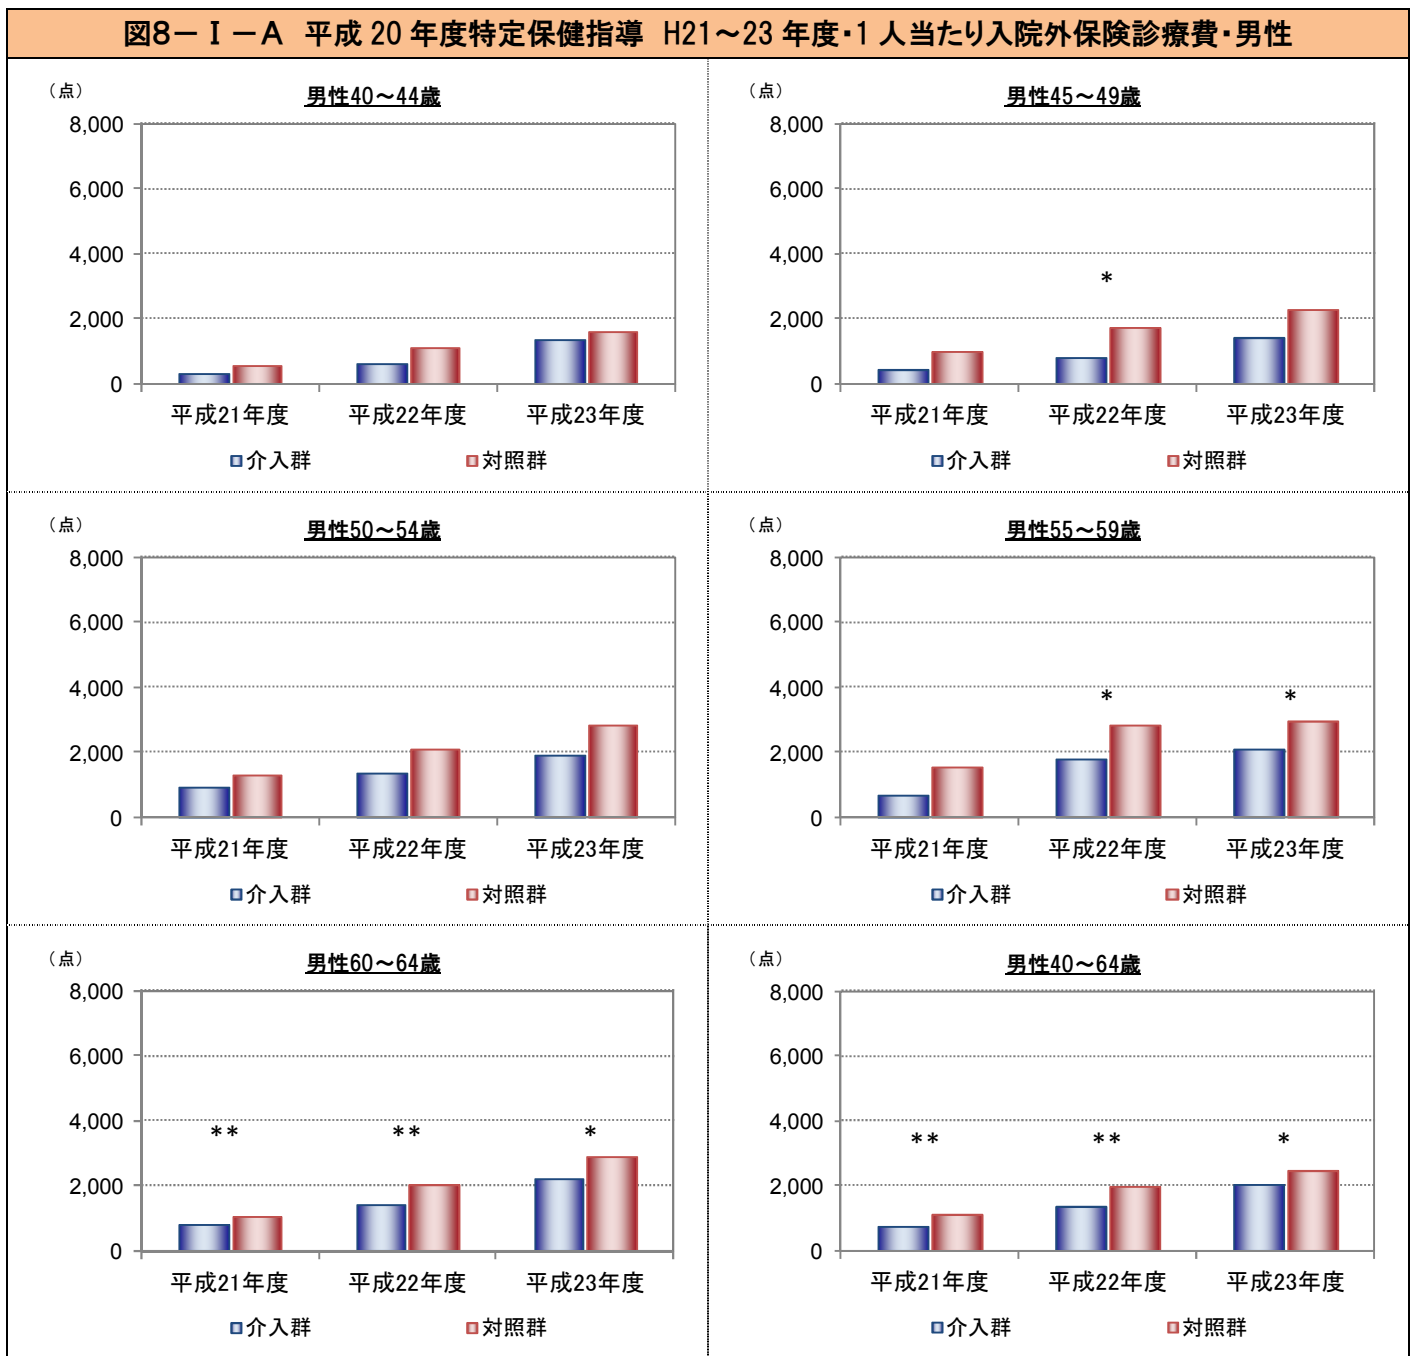 図8－Ⅰ－A 平成 20 年度特定保健指導 H21～23 年度・1 人当たり入院外保険診療費・男性
（点）
男性40～44歳
8,000
6,000
4,000
2,000
0
平成21年度 平成22年度 平成23年度
介入群 対照群
（点）
男性45～49歳
8,000
6,000
4,000
*
2,000
0
平成21年度 平成22年度 平成23年度
介入群 対照群
（点）
男性50～54歳
8,000
6,000
4,000
2,000
0
平成21年度 平成22年度 平成23年度
介入群 対照群
（点）
男性55～59歳
8,000
6,000
4,000
* *
2,000
0
平成21年度 平成22年度 平成23年度
介入群 対照群
（点）
男性60～64歳
8,000
6,000
4,000
** ** *
2,000
0
平成21年度 平成22年度 平成23年度
介入群 対照群
（点）
男性40～64歳
8,000
6,000
4,000
** ** *
2,000
0
平成21年度 平成22年度 平成23年度
介入群 対照群